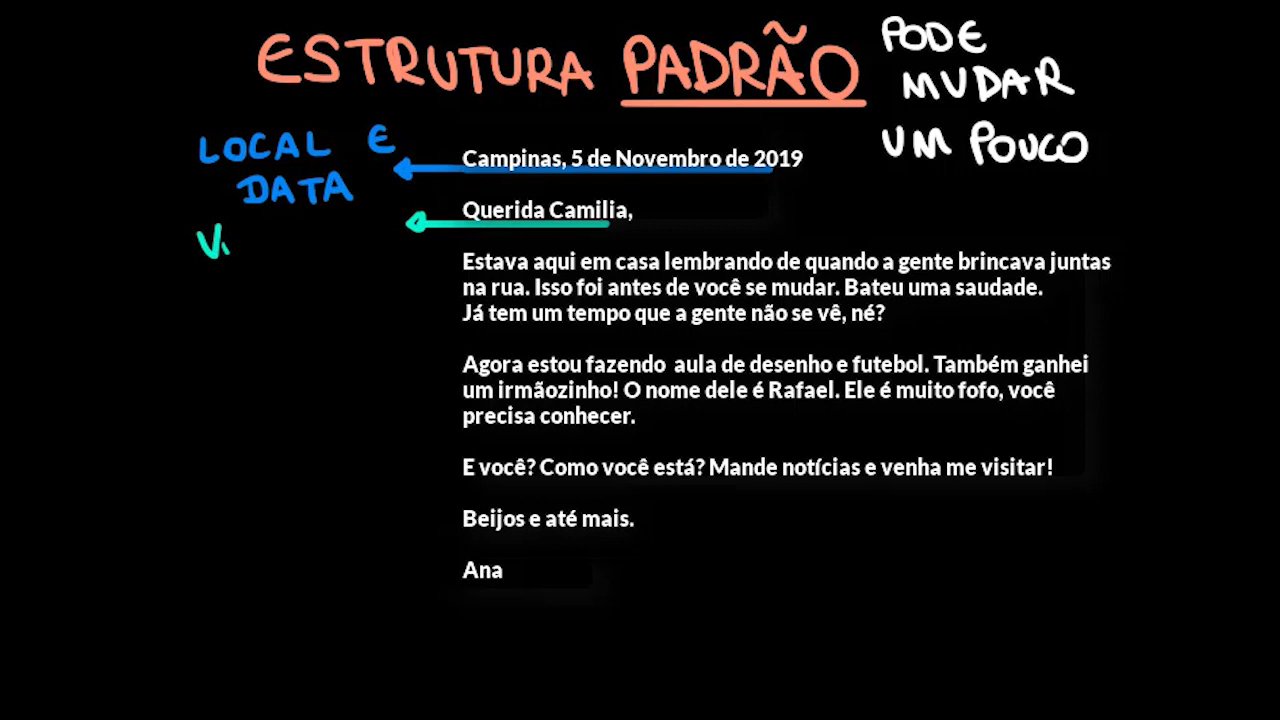 ESTRUTURA PADRÃO
PODE
MUDAR
UM POUCO
LOCAL E
DATA
Campinas, 5 de Novembro de 2019
Querida Camilia,
Estava aqui em casa lembrando de quando a gente brincava juntas
na rua. Isso foi antes de você se mudar. Bateu uma saudade.
Já tem um tempo que a gente não se vê, né?
Agora estou fazendo aula de desenho e futebol. Também ganhei
um irmãozinho! O nome dele é Rafael. Ele é muito fofo, você
precisa conhecer.
E você? Como você está? Mande notícias e venha me visitar!
Beijos e até mais.
Ana